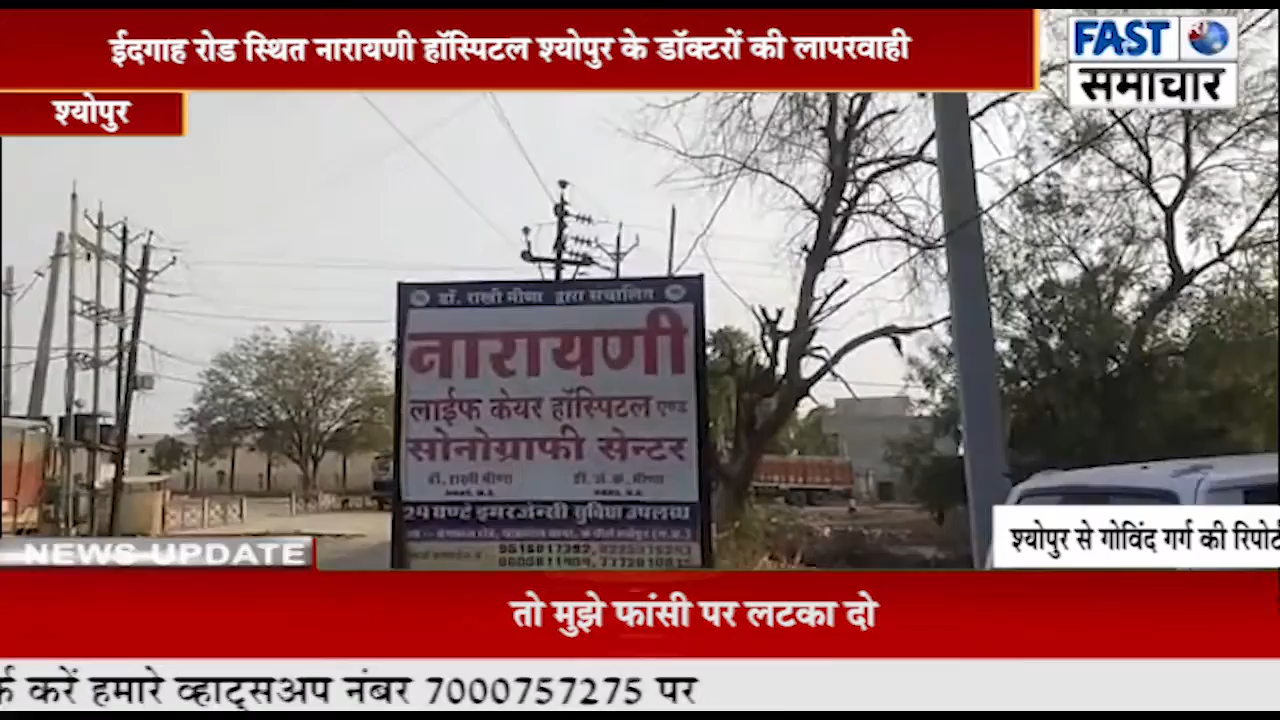 ईदगाह रोड स्थित नारायणी हॉस्पिटल श्योपुर के डॉक्टरों की लापरवाही
FAST
समाचार
श्योपुर
डॉ. राखी मीणा द्वारा संचालित
नारायणी
लाईफ केयर हॉस्पिटल एण्ड
सोनोग्राफी सेन्टर
डॉ. राखी मीणा
24 घण्टे इमरजेन्सी सुविधा उपलब्ध
श्योपुर से गोविंद गर्ग की रिपोर्ट
NEWS UPDATE
तो मुझे फांसी पर लटका दो
र्क करें हमारे व्हाट्सअप नंबर 7000757275 पर